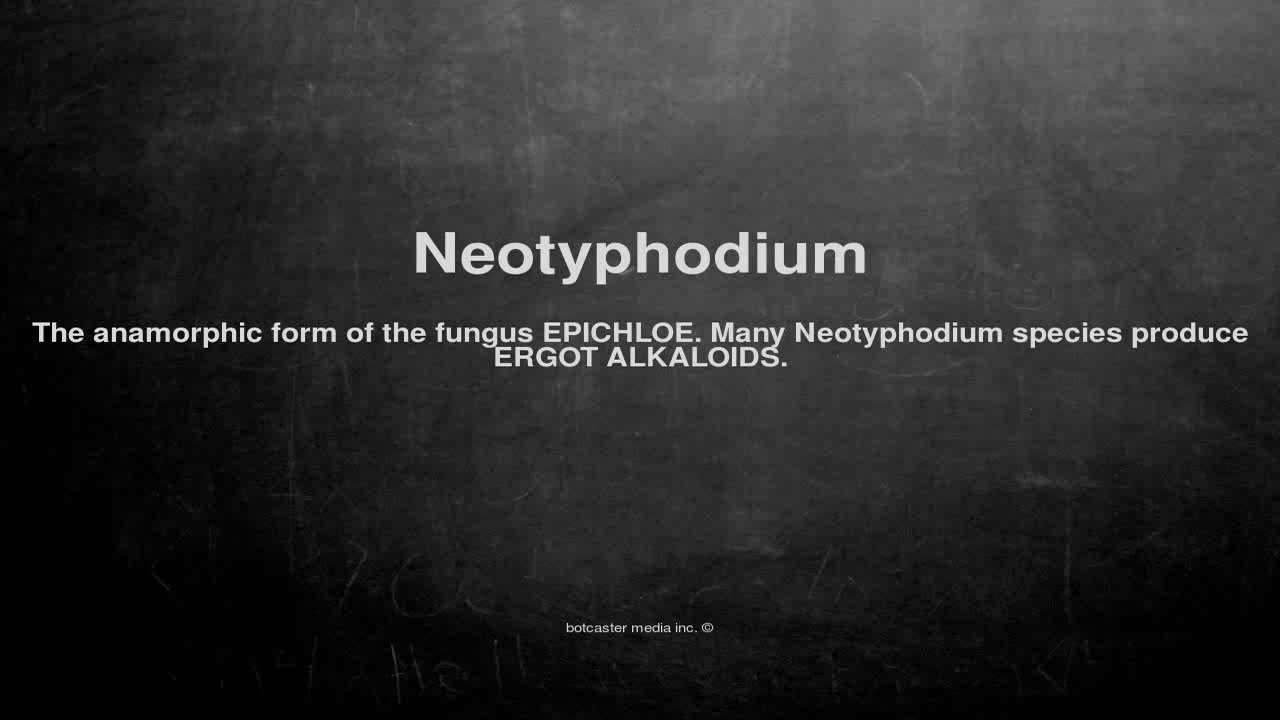 Neotyphodium
The anamorphic form of the fungus EPICHLOE. Many Neotyphodium species produce
ERGOT ALKALOIDS.
botcaster media inc. ©